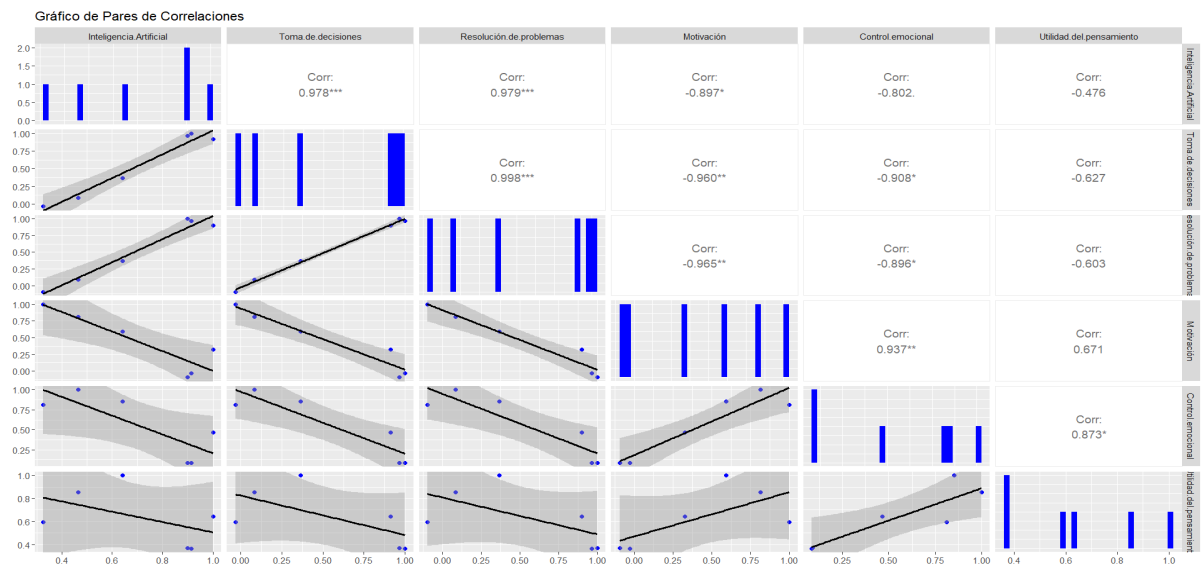 Gráfico de Pares de Correlaciones
Inteligencia.Artificial
Toma.de.decisiones
Resolución.de.problemas
Motivación
Control.emocional
Utilidad.del.pensamiento
2.0
1.5
1.0
0.5
0.0
Corr:
0.978***
Corr:
0.979***
Corr:
-0.897*
Corr:
-0.802.
Corr:
-0.476
Inteligencia.Artificial
1.00
0.75
0.50
0.25
0.00
Corr:
0.998***
Corr:
-0.960**
Corr:
-0.908*
Corr:
-0.627
Toma.de.decisiones
1.00
0.75
0.50
0.25
0.00
Corr:
-0.965**
Corr:
-0.896*
Corr:
-0.603
esolución.de.problema
1.00
0.75
0.50
0.25
0.00
Corr:
0.937**
Corr:
0.671
Motivación
1.00
0.75
0.50
0.25
Corr:
0.873*
Control.emocional
1.0
0.8
0.6
0.4
tilidad.del.pensamient
0.4 0.6 0.8 1.0
0.00 0.25 0.50 0.75 1.00
0.00 0.25 0.50 0.75 1.00
0.00 0.25 0.50 0.75 1.00
0.25 0.50 0.75 1.00
0.4 0.6 0.8 1.0